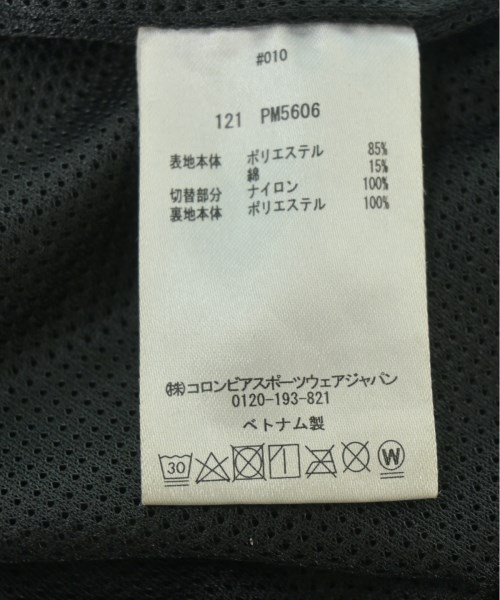 #010
121 PM5606
表地本体 ポリエステル 85%
綿 15%
切替部分 ナイロン 100%
裏地本体 ポリエステル 100%
㈱コロンビアスポーツウェアジャパン
0120-193-821
ベトナム製
30 W